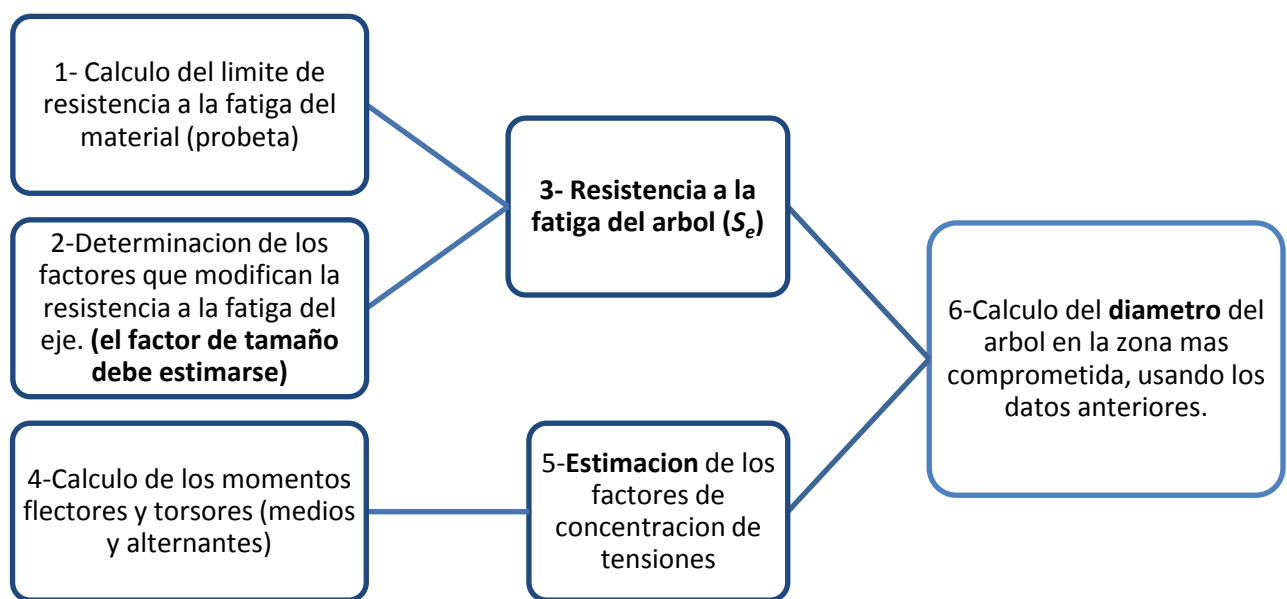 1- Calculo del limite de
resistencia a la fatiga del
material (probeta)
2-Determinacion de los
factores que modifican la
resistencia a la fatiga del
eje. (el factor de tamaño
debe estimarse)
3- Resistencia a la
fatiga del arbol (Se)
4-Calculo de los momentos
flectores y torsores (medios
y alternantes)
5-Estimacion de los
factores de
concentracion de
tensiones
6-Calculo del diametro del
arbol en la zona mas
comprometida, usando los
datos anteriores.